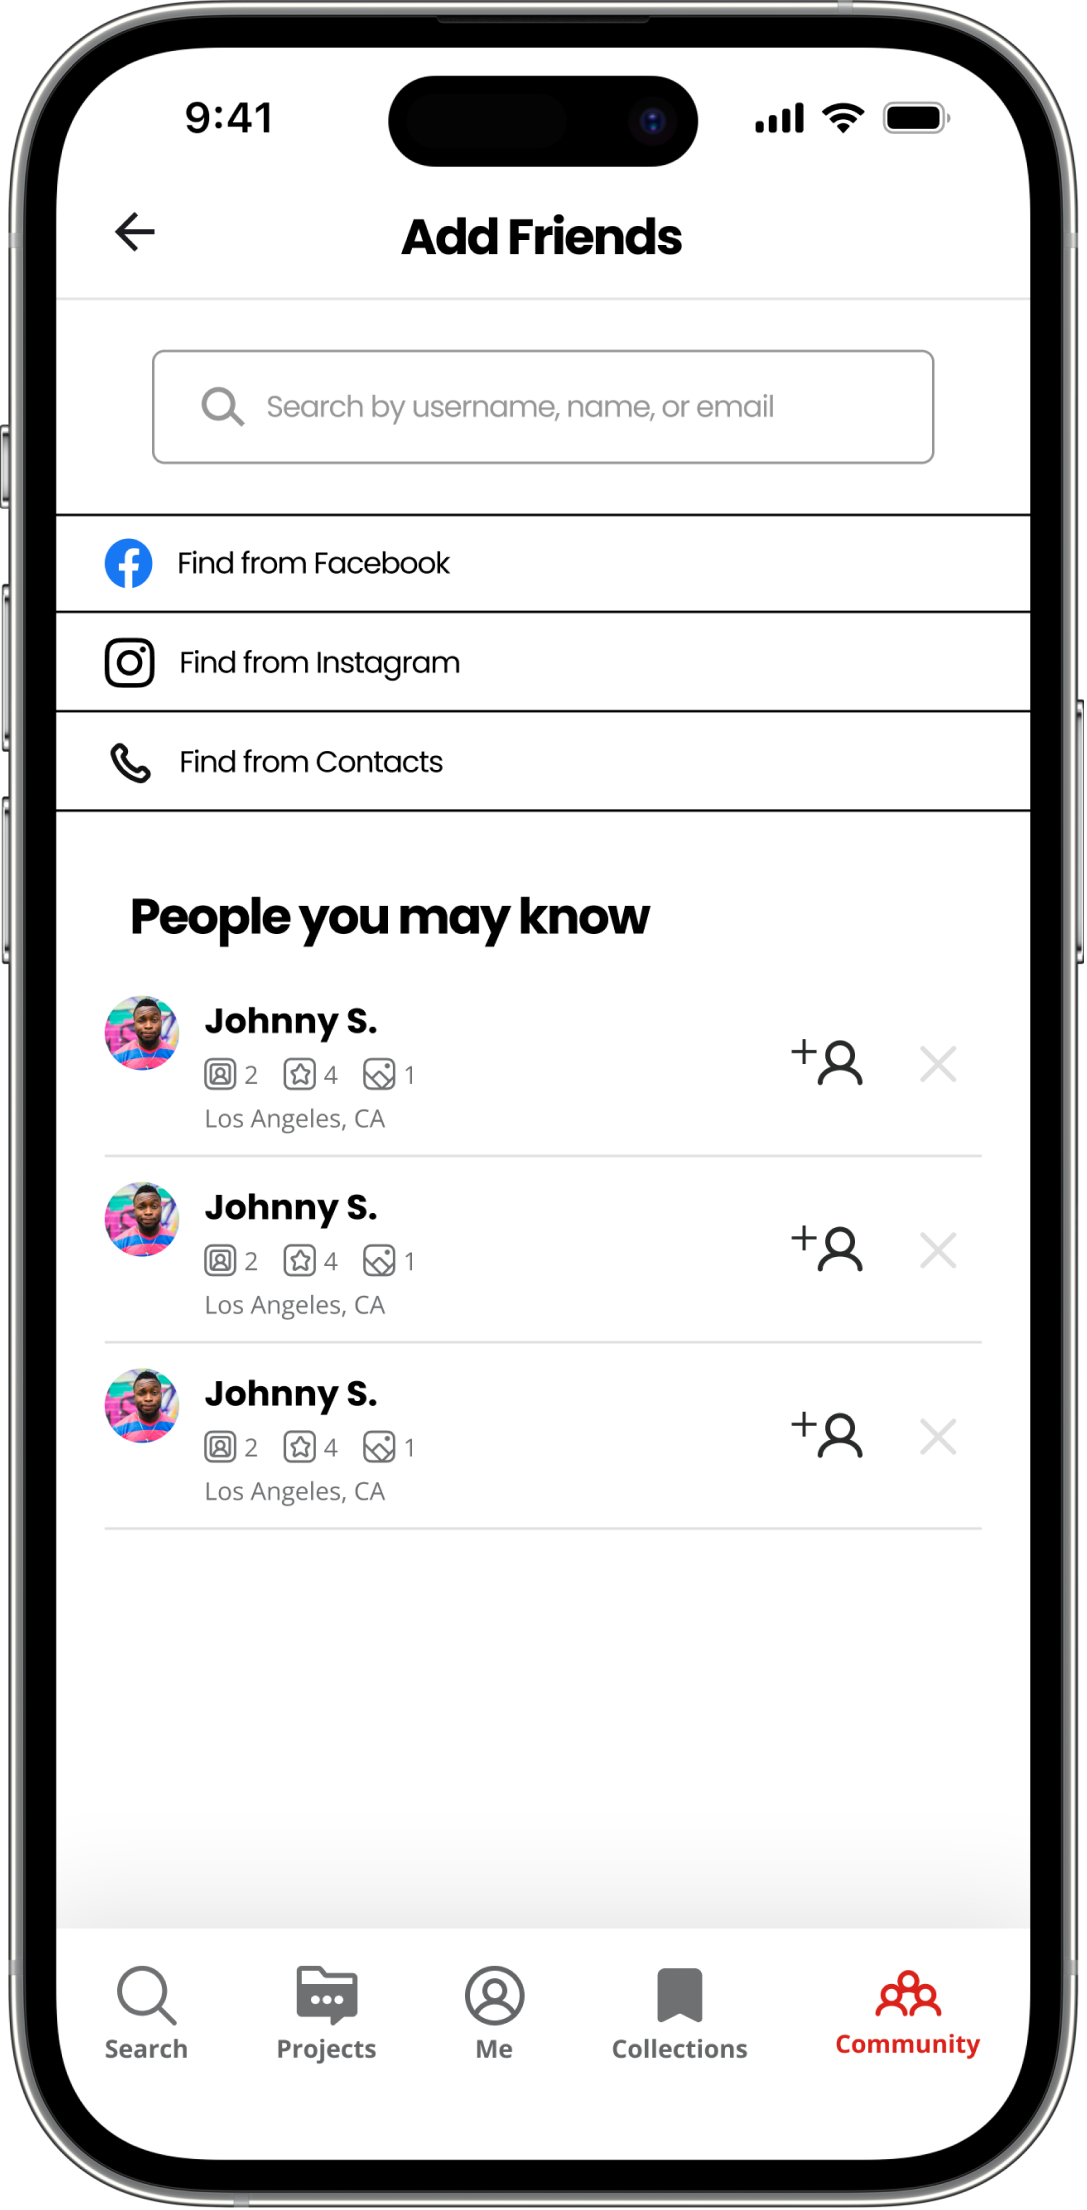 9:41
Add Friends
Search by username, name, or email
Find from Facebook
Find from Instagram
Find from Contacts
People you may know
Johnny S.
2 4 1
Los Angeles, CA
Johnny S.
2 4 1
Los Angeles, CA
Johnny S.
2 4 1
Los Angeles, CA
Search Projects Me Collections Community